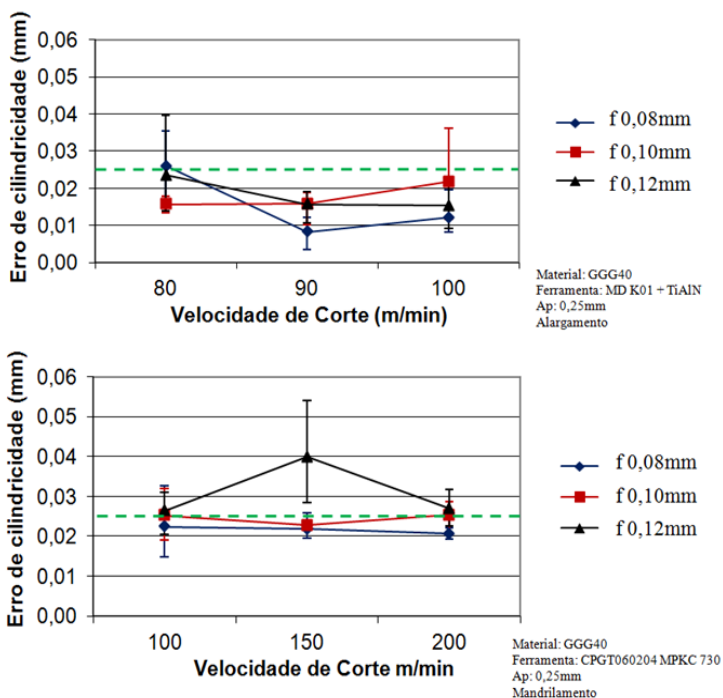 Erro de cilindricidade (mm)
0,06
0,05
0,04
0,03
0,02
0,01
0,00
80
90
100
Velocidade de Corte (m/min)
f 0,08mm
f 0,10mm
f 0,12mm
Material: GGG40
Ferramenta: MD K01 + TiAlN
Ap: 0,25mm
Alargamento
Erro de cilindricidade (mm)
0,06
0,05
0,04
0,03
0,02
0,01
0,00
100
150
200
Velocidade de Corte m/min
f 0,08mm
f 0,10mm
f 0,12mm
Material: GGG40
Ferramenta: CPGT060204 MPKC 730
Ap: 0,25mm
Mandrilamento